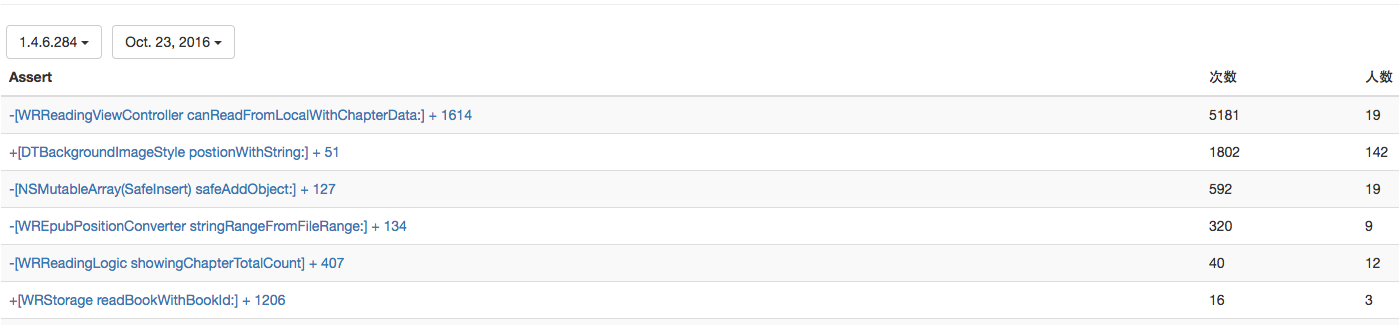 1.4.6.284 Oct. 23, 2016
Assert 次数 人数
-[WRReadingViewController canReadFromLocalWithChapterData:] + 1614 5181 19
+[DTBackgroundImageStyle postionWithString:] + 51 1802 142
-[NSMutableArray(SafeInsert) safeAddObject:] + 127 592 19
-[WREpubPositionConverter stringRangeFromFileRange:] + 134 320 9
-[WRReadingLogic showingChapterTotalCount] + 407 40 12
+[WRStorage readBookWithBookId:] + 1206 16 3